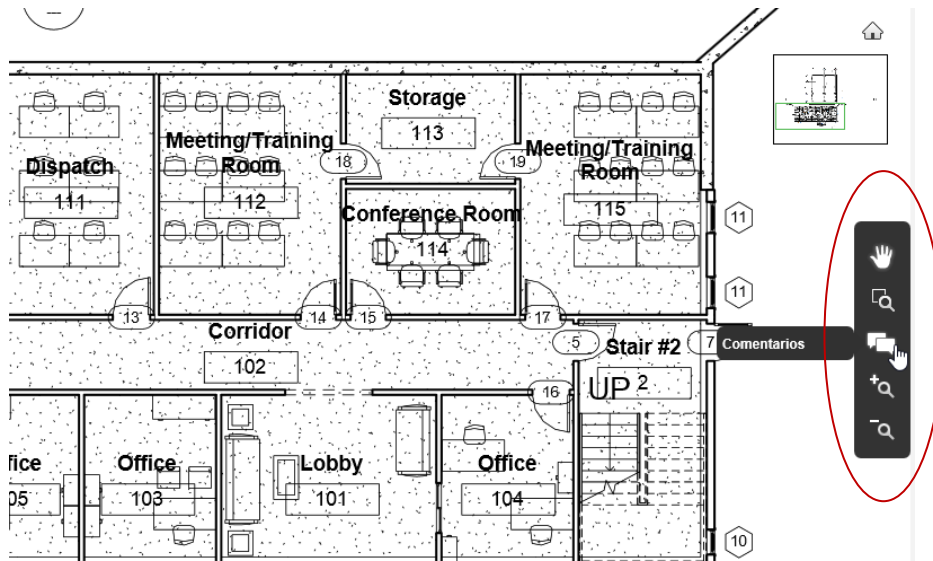 Storage
113
Meeting/Training
Room
112
18
19
Meeting/Training
Room
115
Dispatch
111
Conference Room
114
11
11
13
14
15
17
Corridor
102
5
Stair #2
7
Comentarios
UP 2
16
fice
05
Office
103
Lobby
101
Office
104
10